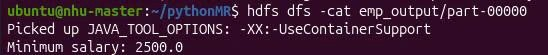 ubuntu@nhu-master:~/pythonMR$ hdfs dfs -cat emp_output/part-00000
Picked up JAVA_TOOL_OPTIONS: -XX:-UseContainerSupport
Minimum salary: 2500.0